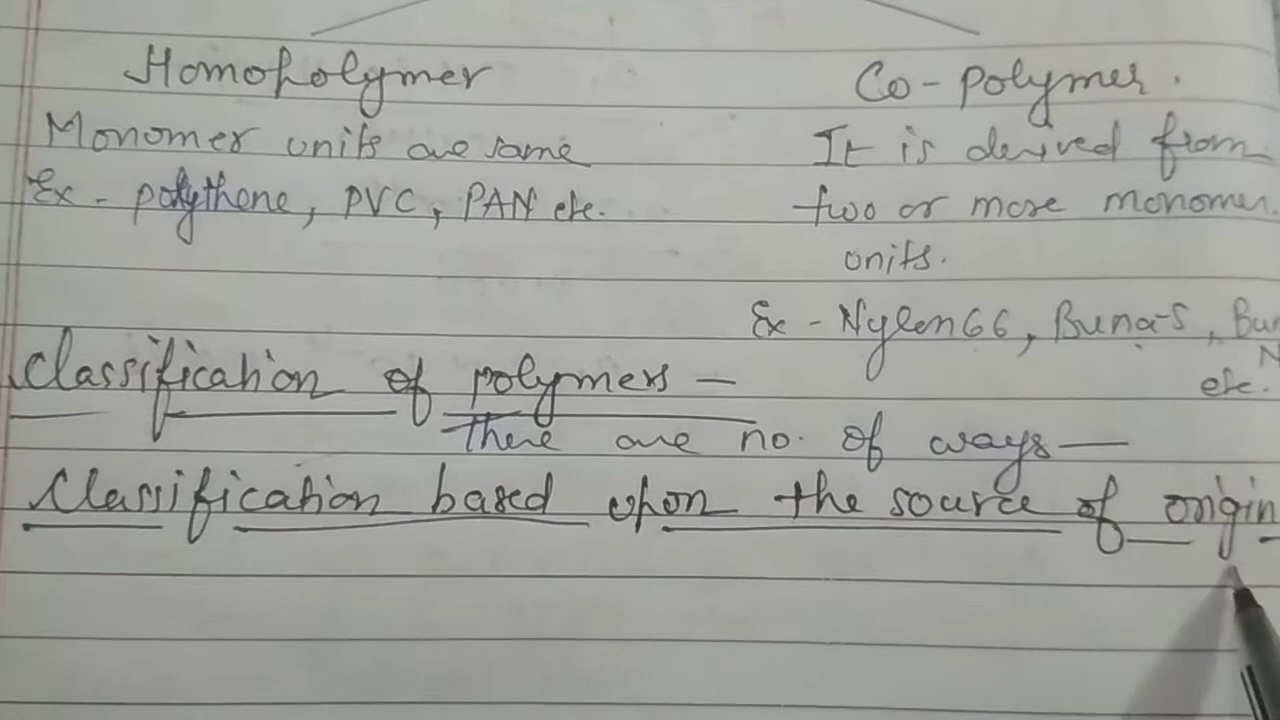 Homopolymer
Monomer units are same
Ex - polythene, PVC, PAN etc.
Co-polymer.
It is derived from
two or more monomer
units.
Ex - Nylon 66, Buna-S, Bu
N
etc.
Classification of polymers —
there are no. of ways —
Classification based upon the source of origin